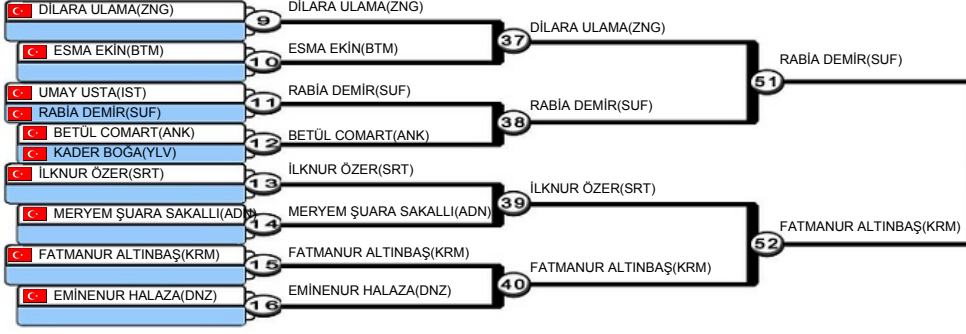 DİLARA ULAMA(ZNG)
9
DİLARA ULAMA(ZNG)
ESMA EKİN(BTM)
10
ESMA EKİN(BTM)
37
DİLARA ULAMA(ZNG)
UMAY USTA(IST)
RABİA DEMİR(SUF)
11
RABİA DEMİR(SUF)
BETÜL COMART(ANK)
KADER BOĞA(YLV)
12
BETÜL COMART(ANK)
38
RABİA DEMİR(SUF)
51
RABİA DEMİR(SUF)
İLKNUR ÖZER(SRT)
13
İLKNUR ÖZER(SRT)
MERYEM ŞUARA SAKALLI(ADN)
14
MERYEM ŞUARA SAKALLI(ADN)
39
İLKNUR ÖZER(SRT)
FATMANUR ALTINBAŞ(KRM)
15
FATMANUR ALTINBAŞ(KRM)
EMİNENUR HALAZA(DNZ)
16
EMİNENUR HALAZA(DNZ)
40
FATMANUR ALTINBAŞ(KRM)
52
FATMANUR ALTINBAŞ(KRM)